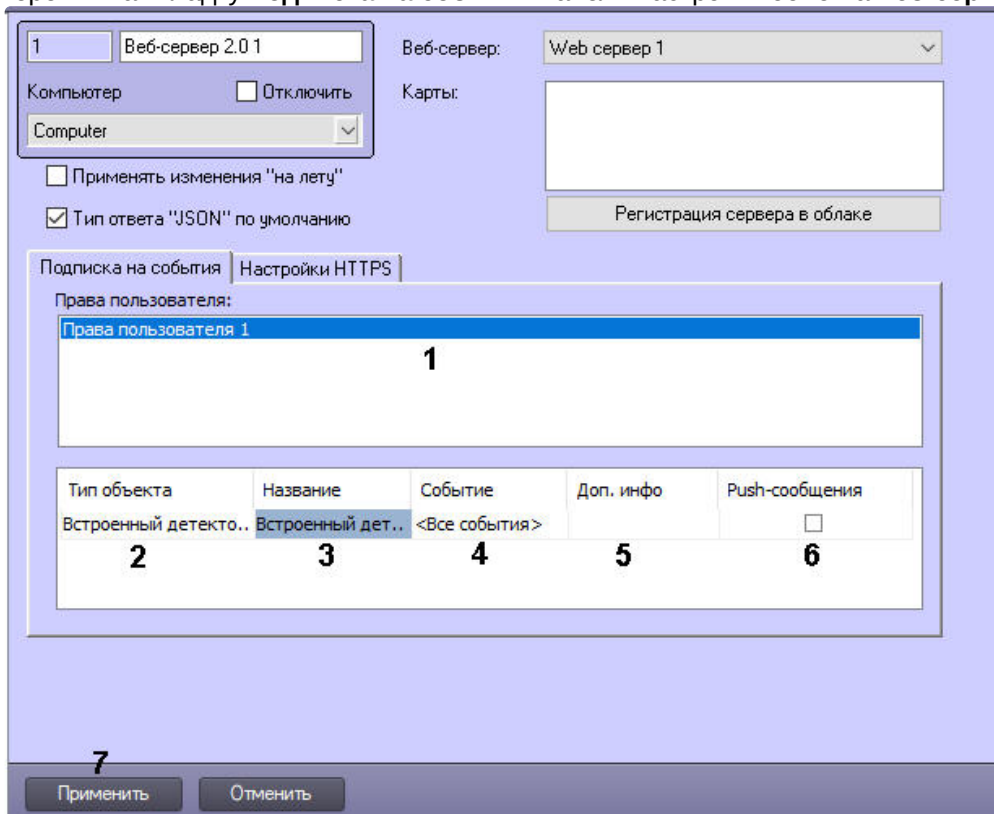 1 Веб-сервер 2.0 1 Веб-сервер: Web сервер 1
Компьютер Отключить Карты:
Computer
Применять изменения "на лету"
Тип ответа "JSON" по умолчанию Регистрация сервера в облаке
Подписка на события Настройки HTTPS
Права пользователя:
Права пользователя 1
1
Тип объекта Название Событие Доп. инфо Push-сообщения
Встроенный детекто.. Встроенный дет.. <Все события>
2 3 4 5 6
7
Применить Отменить